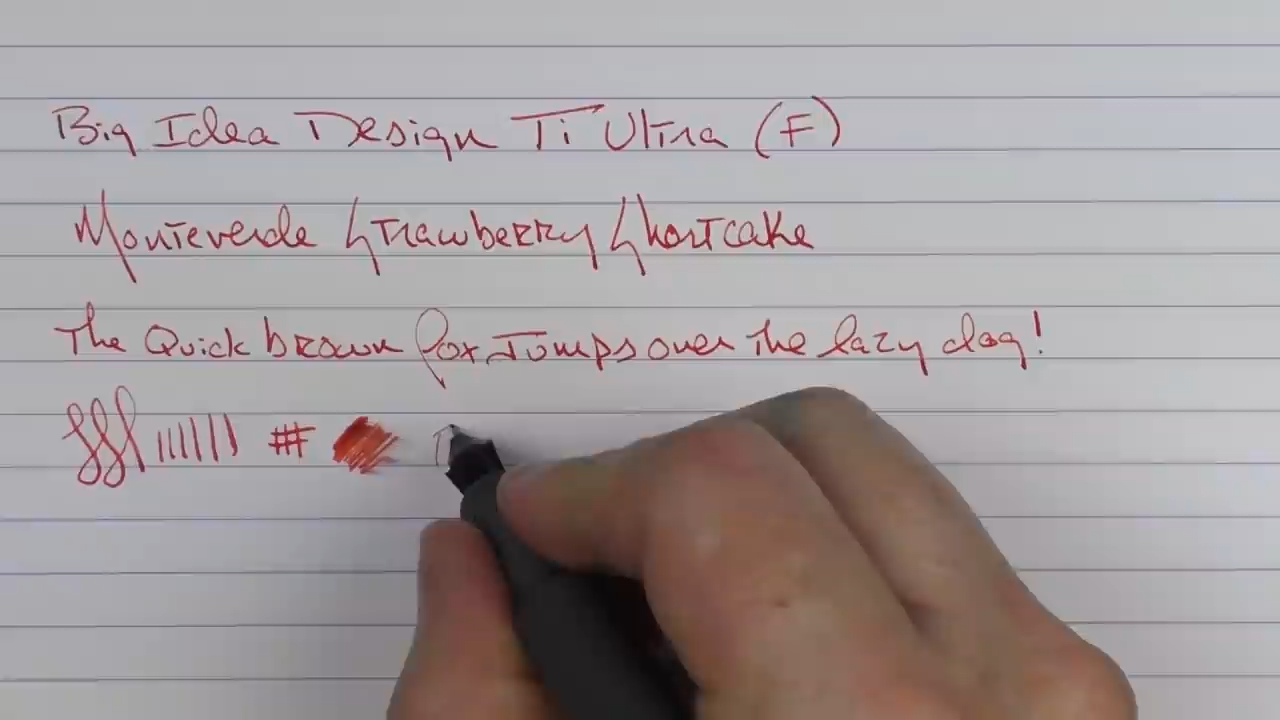 Big Idea Design Ti Ultra (F)
Monteverde Strawberry Shortcake
The Quick brown fox Jumps over The lazy dog!
#